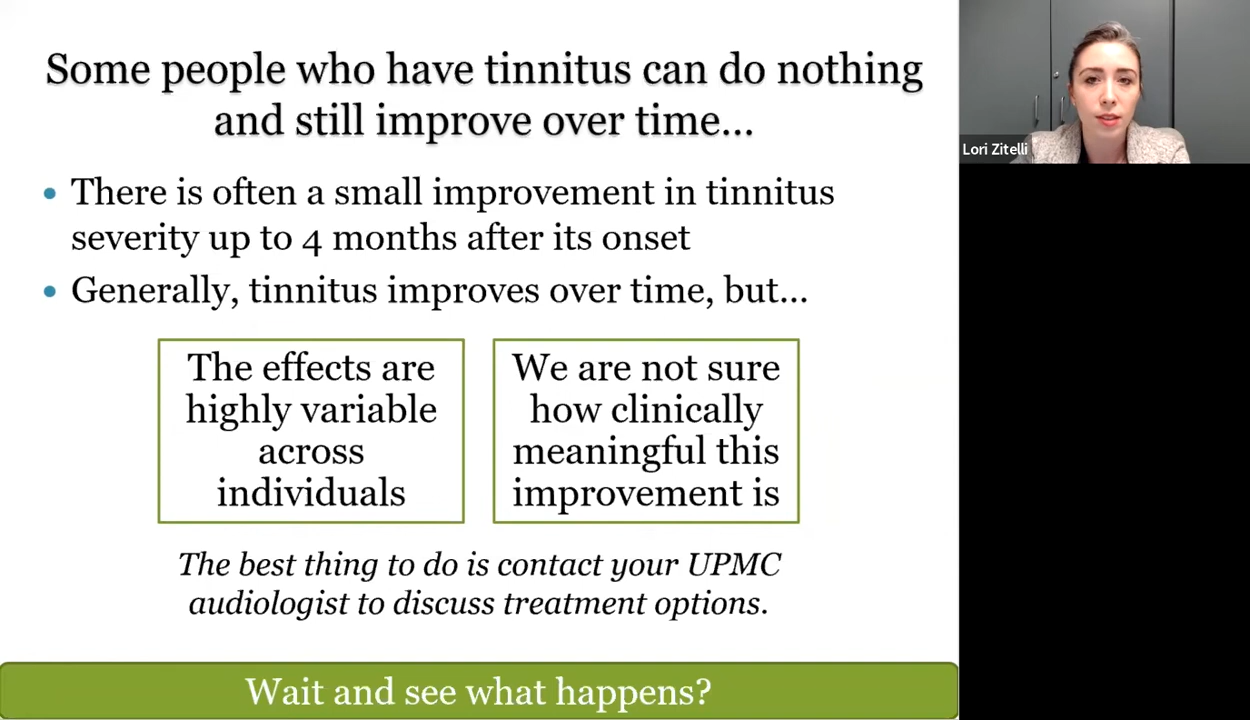 Some people who have tinnitus can do nothing
and still improve over time...
Lori Zitelli
• There is often a small improvement in tinnitus
severity up to 4 months after its onset
• Generally, tinnitus improves over time, but...
The effects are
highly variable
across
individuals
We are not sure
how clinically
meaningful this
improvement is
The best thing to do is contact your UPMC
audiologist to discuss treatment options.
Wait and see what happens?